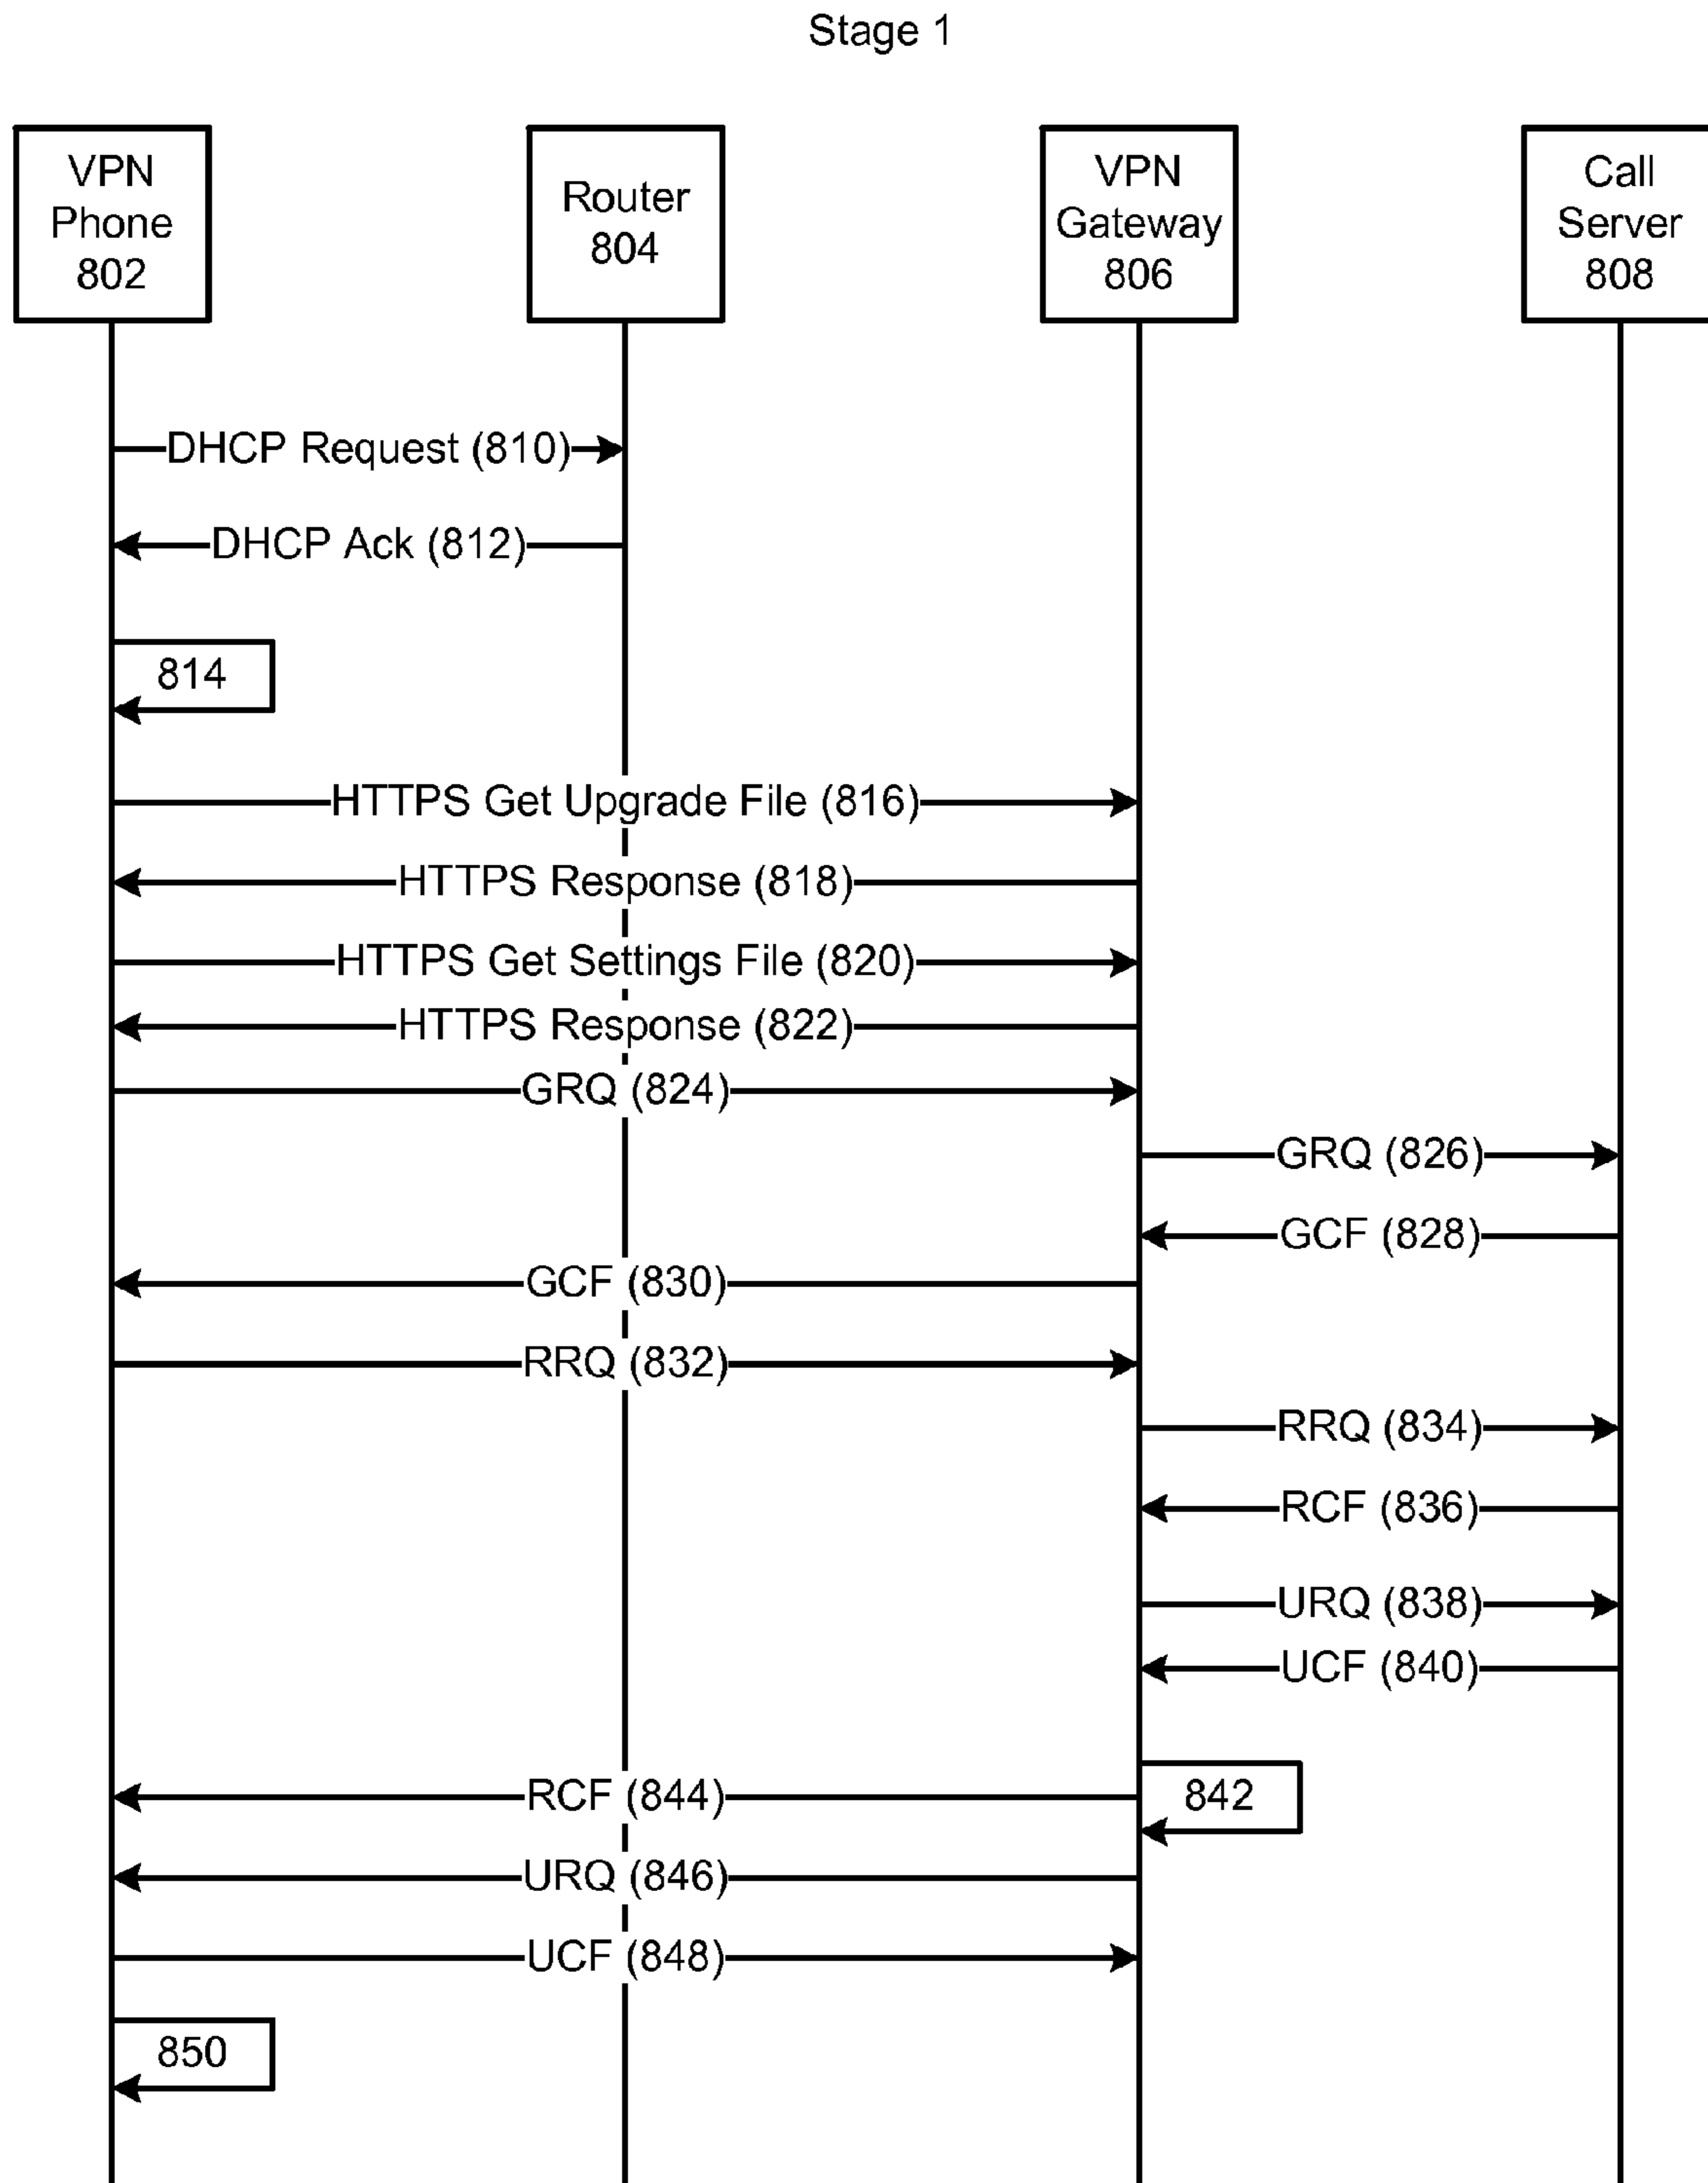 Stage 1
VPN
Phone
802
Router
804
VPN
Gateway
806
Call
Server
808
DHCP Request (810)
DHCP Ack (812)
814
HTTPS Get Upgrade File (816)
HTTPS Response (818)
HTTPS Get Settings File (820)
HTTPS Response (822)
GRQ (824)
GRQ (826)
GCF (828)
GCF (830)
RRQ (832)
RRQ (834)
RCF (836)
URQ (838)
UCF (840)
RCF (844)
842
URQ (846)
UCF (848)
850